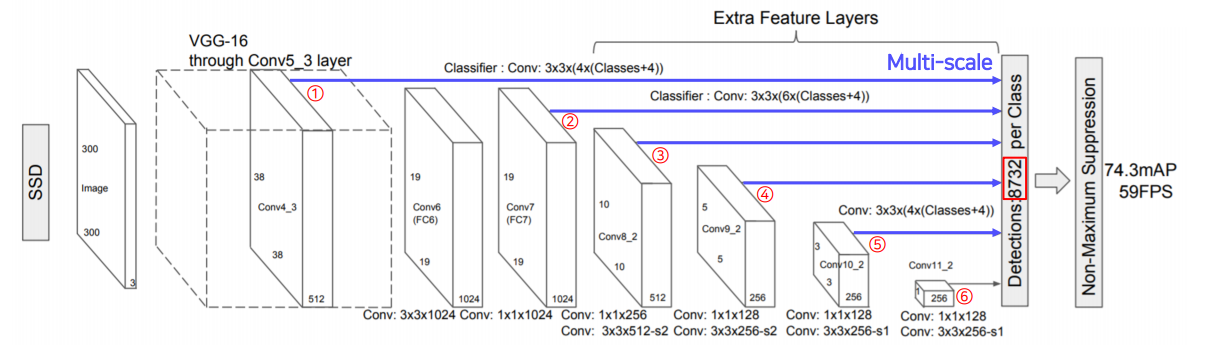 Extra Feature Layers
VGG-16
through Conv5_3 layer
Multi-scale
Classifier : Conv: 3x3x(4x(Classes+4))
Classifier : Conv: 3x3x(6x(Classes+4))
Conv: 3x3x(4x(Classes+4))
SSD
300
Image
300
3
①
38
Conv4_3
38
512
19
Conv6
(FC6)
19
1024
②
19
Conv7
(FC7)
19
1024
③
10
Conv8_2
10
512
④
5
Conv9_2
5
256
⑤
3
Conv10_2
3
256
Conv11_2
1
256
⑥
Conv: 3x3x1024
Conv: 1x1x1024
Conv: 1x1x256
Conv: 3x3x512-s2
Conv: 1x1x128
Conv: 3x3x256-s2
Conv: 1x1x128
Conv: 3x3x256-s1
Conv: 1x1x128
Conv: 3x3x256-s1
Detections:8732 per Class
Non-Maximum Suppression
74.3mAP
59FPS